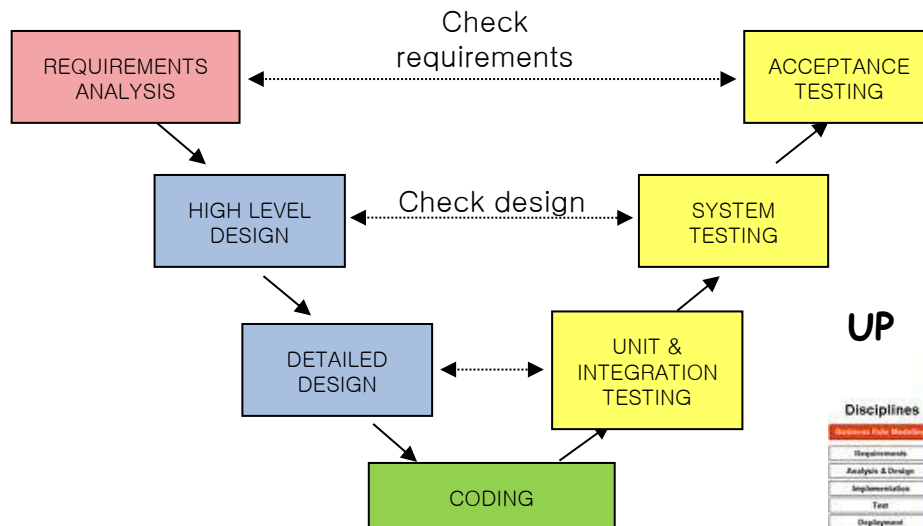 Check
requirements
REQUIREMENTS
ANALYSIS
ACCEPTANCE
TESTING
HIGH LEVEL
DESIGN
Check design
SYSTEM
TESTING
DETAILED
DESIGN
UNIT &
INTEGRATION
TESTING
UP
Disciplines
Requirements
Analysis & Design
Implementation
Test
Deployment
CODING